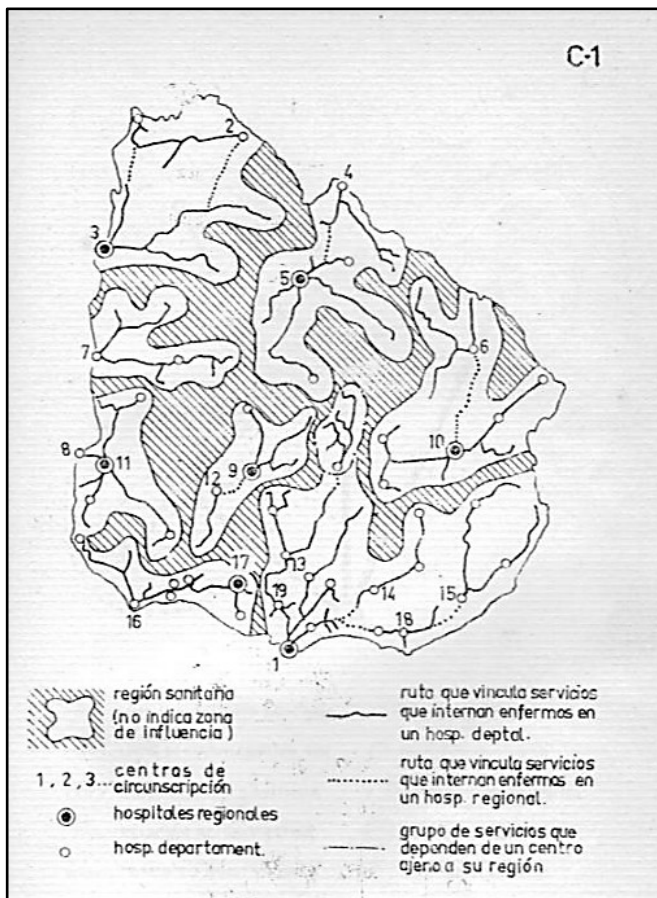 C-1
2
4
3
5
7
6
8
11
9
10
12
17
13
19
14
15
16
18
1
región sanitaria
(no indica zona
de influencia)
1, 2, 3... centros de
circunscripción
hospitales regionales
hosp. departament.
ruta que vincula servicios
que internan enfermos en
un hosp. deptal.
ruta que vincula servicios
que internan enfermos en
un hosp. regional.
grupo de servicios que
dependen de un centro
ajeno a su región